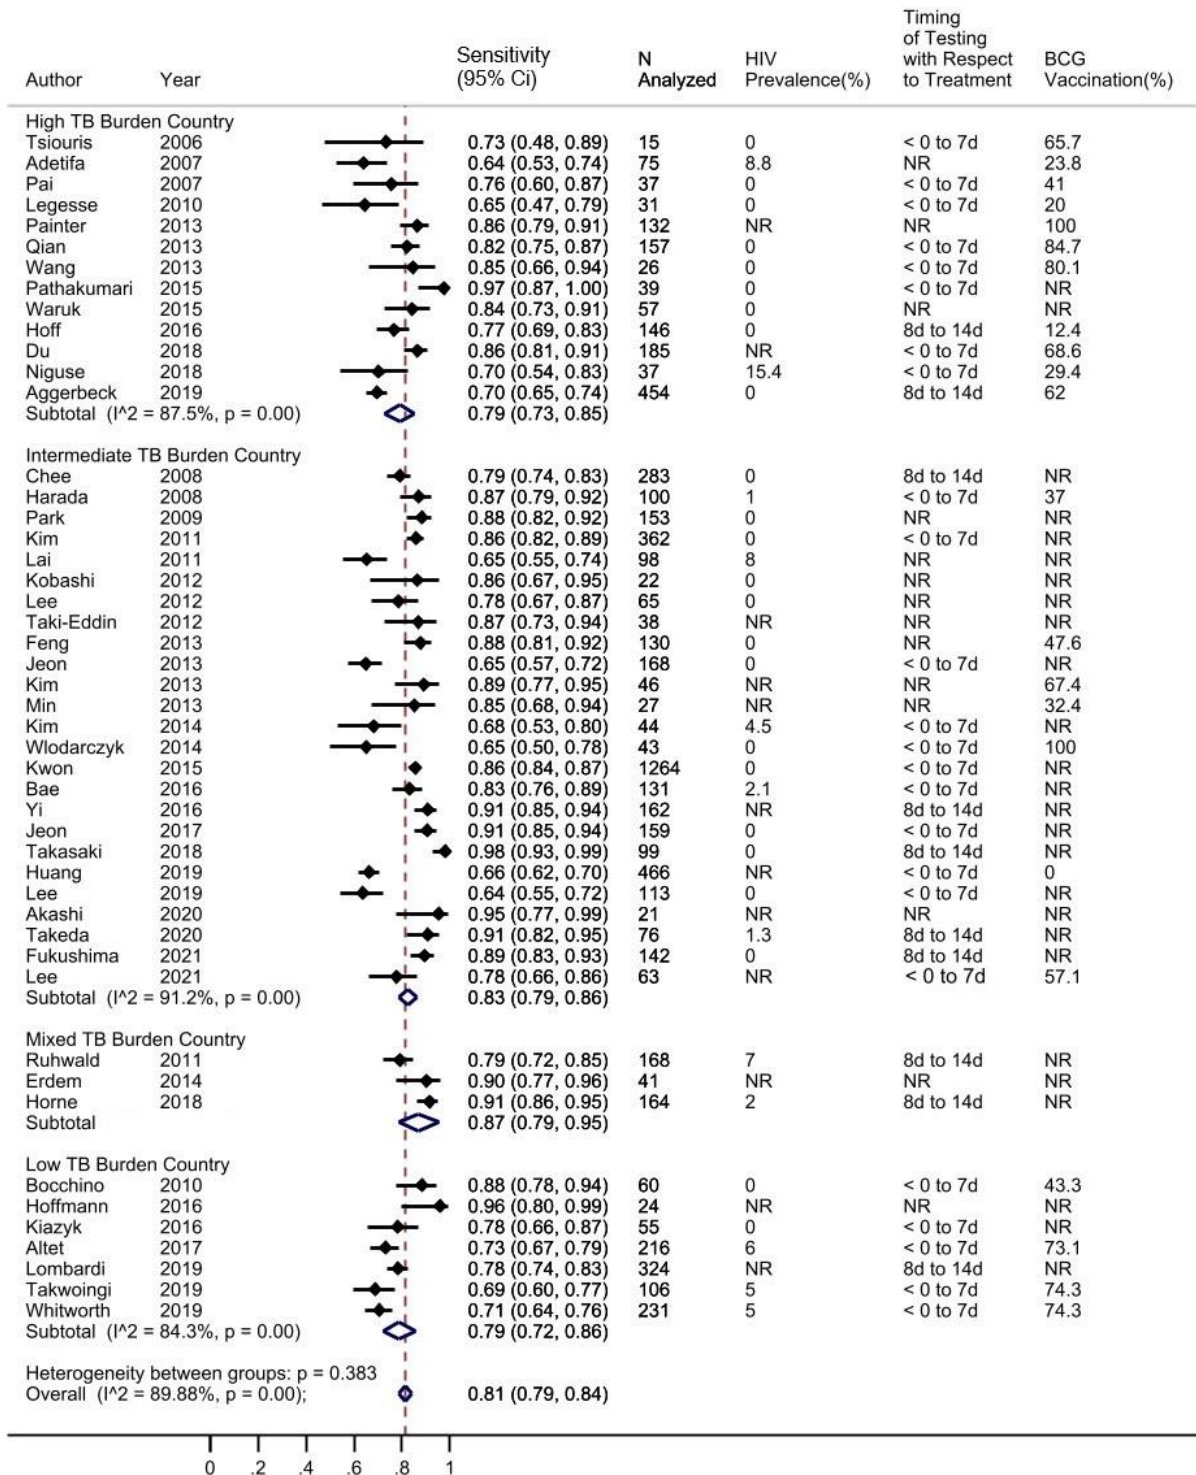 Author Year Sensitivity (95% Ci) N Analyzed HIV Prevalence(%) Timing of Testing with Respect to Treatment BCG Vaccination(%)
High TB Burden Country
Tsiouris 2006 0.73 (0.48, 0.89) 15 0 < 0 to 7d 65.7
Adetifa 2007 0.64 (0.53, 0.74) 75 8.8 NR 23.8
Pai 2007 0.76 (0.60, 0.87) 37 0 < 0 to 7d 41
Legesse 2010 0.65 (0.47, 0.79) 31 0 < 0 to 7d 20
Painter 2013 0.86 (0.79, 0.91) 132 NR NR 100
Qian 2013 0.82 (0.75, 0.87) 157 0 < 0 to 7d 84.7
Wang 2013 0.85 (0.66, 0.94) 26 0 < 0 to 7d 80.1
Pathakumari 2015 0.97 (0.87, 1.00) 39 0 < 0 to 7d NR
Waruk 2015 0.84 (0.73, 0.91) 57 0 NR NR
Hoff 2016 0.77 (0.69, 0.83) 146 0 8d to 14d 12.4
Du 2018 0.86 (0.81, 0.91) 185 NR < 0 to 7d 68.6
Niguse 2018 0.70 (0.54, 0.83) 37 15.4 < 0 to 7d 29.4
Aggerbeck 2019 0.70 (0.65, 0.74) 454 0 8d to 14d 62
Subtotal (I^2 = 87.5%, p = 0.00) 0.79 (0.73, 0.85)
Intermediate TB Burden Country
Chee 2008 0.79 (0.74, 0.83) 283 0 8d to 14d NR
Harada 2008 0.87 (0.79, 0.92) 100 1 < 0 to 7d 37
Park 2009 0.88 (0.82, 0.92) 153 0 NR NR
Kim 2011 0.86 (0.82, 0.89) 362 0 < 0 to 7d NR
Lai 2011 0.65 (0.55, 0.74) 98 8 NR NR
Kobashi 2012 0.86 (0.67, 0.95) 22 0 NR NR
Lee 2012 0.78 (0.67, 0.87) 65 0 NR NR
Taki-Eddin 2012 0.87 (0.73, 0.94) 38 NR NR NR
Feng 2013 0.88 (0.81, 0.92) 130 0 NR 47.6
Jeon 2013 0.65 (0.57, 0.72) 168 0 < 0 to 7d NR
Kim 2013 0.89 (0.77, 0.95) 46 NR NR 67.4
Min 2013 0.85 (0.68, 0.94) 27 NR NR 32.4
Kim 2014 0.68 (0.53, 0.80) 44 4.5 < 0 to 7d NR
Wlodarczyk 2014 0.65 (0.50, 0.78) 43 0 < 0 to 7d 100
Kwon 2015 0.86 (0.84, 0.87) 1264 0 < 0 to 7d NR
Bae 2016 0.83 (0.76, 0.89) 131 2.1 < 0 to 7d NR
Yi 2016 0.91 (0.85, 0.94) 162 NR 8d to 14d NR
Jeon 2017 0.91 (0.85, 0.94) 159 0 < 0 to 7d NR
Takasaki 2018 0.98 (0.93, 0.99) 99 0 8d to 14d NR
Huang 2019 0.66 (0.62, 0.70) 466 NR < 0 to 7d 0
Lee 2019 0.64 (0.55, 0.72) 113 0 < 0 to 7d NR
Akashi 2020 0.95 (0.77, 0.99) 21 NR NR NR
Takeda 2020 0.91 (0.82, 0.95) 76 1.3 8d to 14d NR
Fukushima 2021 0.89 (0.83, 0.93) 142 0 8d to 14d NR
Lee 2021 0.78 (0.66, 0.86) 63 NR < 0 to 7d 57.1
Subtotal (I^2 = 91.2%, p = 0.00) 0.83 (0.79, 0.86)
Mixed TB Burden Country
Ruhwald 2011 0.79 (0.72, 0.85) 168 7 8d to 14d NR
Erdem 2014 0.90 (0.77, 0.96) 41 NR NR NR
Horne 2018 0.91 (0.86, 0.95) 164 2 8d to 14d NR
Subtotal 0.87 (0.79, 0.95)
Low TB Burden Country
Bocchino 2010 0.88 (0.78, 0.94) 60 0 < 0 to 7d 43.3
Hoffmann 2016 0.96 (0.80, 0.99) 24 NR NR NR
Kiazyk 2016 0.78 (0.66, 0.87) 55 0 < 0 to 7d NR
Altet 2017 0.73 (0.67, 0.79) 216 6 < 0 to 7d 73.1
Lombardi 2019 0.78 (0.74, 0.83) 324 NR 8d to 14d NR
Takwoingi 2019 0.69 (0.60, 0.77) 106 5 < 0 to 7d 74.3
Whitworth 2019 0.71 (0.64, 0.76) 231 5 < 0 to 7d 74.3
Subtotal (I^2 = 84.3%, p = 0.00) 0.79 (0.72, 0.86)
Heterogeneity between groups: p = 0.383
Overall (I^2 = 89.88%, p = 0.00); 0.81 (0.79, 0.84)
0 .2 .4 .6 .8 1